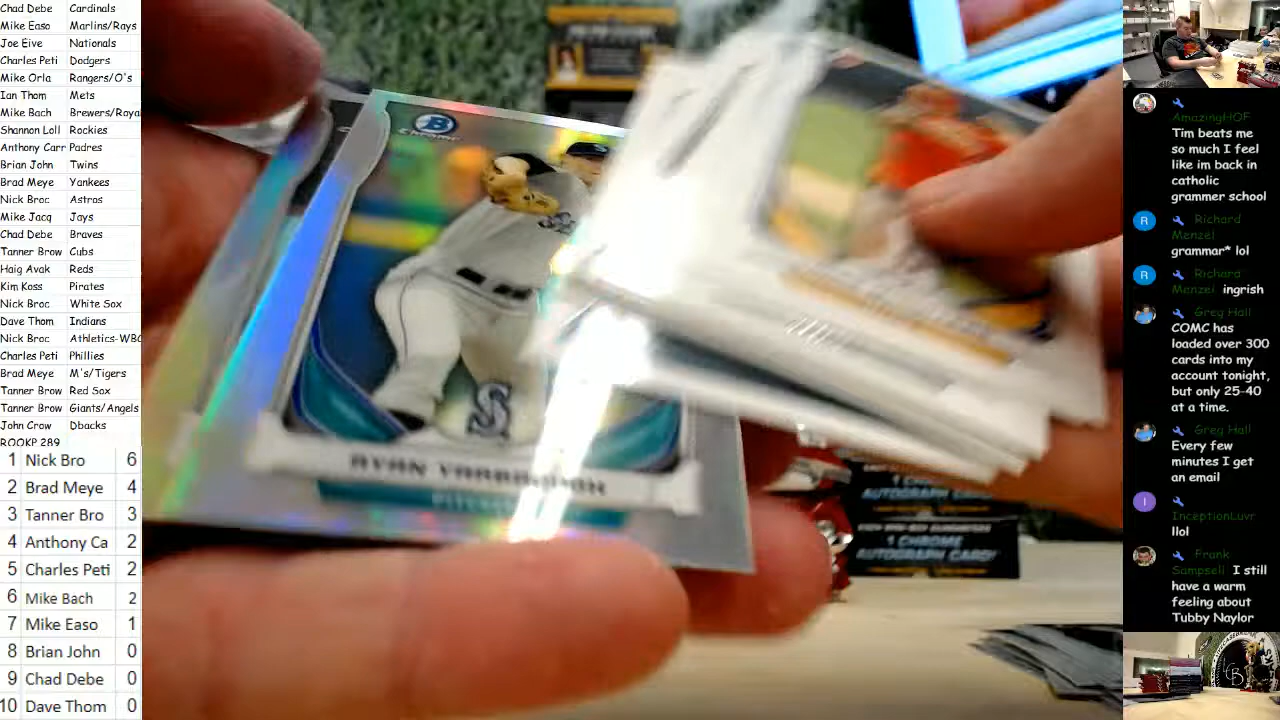 Chad Debe Cardinals
Mike Easo Marlins/Rays
Joe Eive Nationals
Charles Peti Dodgers
Mike Orla Rangers/O's
Ian Thom Mets
Mike Bach Brewers/Roya
Shannon Loll Rockies
Anthony Carr Padres
Brian John Twins
Brad Meye Yankees
Nick Broc Astros
Mike Jacq Jays
Chad Debe Braves
Tanner Brow Cubs
Haig Avak Reds
Kim Koss Pirates
Nick Broc White Sox
Dave Thom Indians
Nick Broc Athletics-WBC
Charles Peti Phillies
Brad Meye M's/Tigers
Tanner Brow Red Sox
Tanner Brow Giants/Angels
John Crow Dbacks
1 Nick Bro 6
2 Brad Meye 4
3 Tanner Bro 3
4 Anthony Ca 2
5 Charles Peti 2
6 Mike Bach 2
7 Mike Easo 1
8 Brian John 0
9 Chad Debe 0
10 Dave Thom 0
B
Chrome
S
RYAN YARBROUGH
1 CHROME
AUTOGRAPH CARD!
1 CHROME
AUTOGRAPH CARD!
AmazingHOF
Tim beats me
so much I feel
like im back in
catholic
grammer school
R Richard
Menzel
grammar* lol
R Richard
Menzel ingrish
Greg Hall
COMC has
loaded over 300
cards into my
account tonight,
but only 25-40
at a time.
Greg Hall
Every few
minutes I get
an email
I
InceptionLuvr
llol
Frank
Sampsell I still
have a warm
feeling about
Tubby Naylor